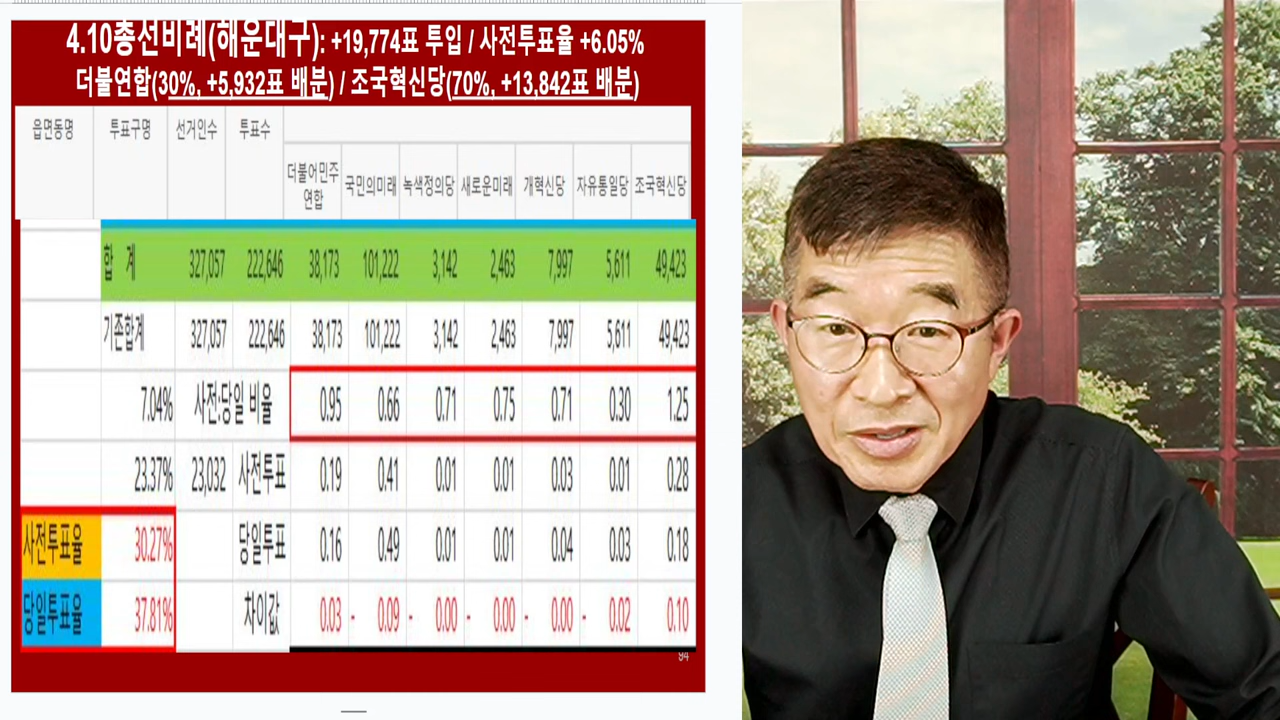 4.10총선비례(해운대구): +19,774표 투입 / 사전투표율 +6.05%
더불연합(30%, +5,932표 배분) / 조국혁신당(70%, +13,842표 배분)
읍면동명 투표구명 선거인수 투표수
더불어민주연합 국민의미래 녹색정의당 새로운미래 개혁신당 자유통일당 조국혁신당
합 계 327,057 222,646 38,173 101,222 3,142 2,463 7,997 5,611 49,423
기존합계 327,057 222,646 38,173 101,222 3,142 2,463 7,997 5,611 49,423
7.04% 사전:당일 비율 0.95 0.66 0.71 0.75 0.71 0.30 1.25
23.37% 23,032 사전투표 0.19 0.41 0.01 0.01 0.03 0.01 0.28
사전투표율 30.27% 당일투표 0.16 0.49 0.01 0.01 0.04 0.03 0.18
당일투표율 37.81% 차이값 0.03 - 0.09 - 0.00 - 0.00 - 0.00 - 0.02 0.10
94